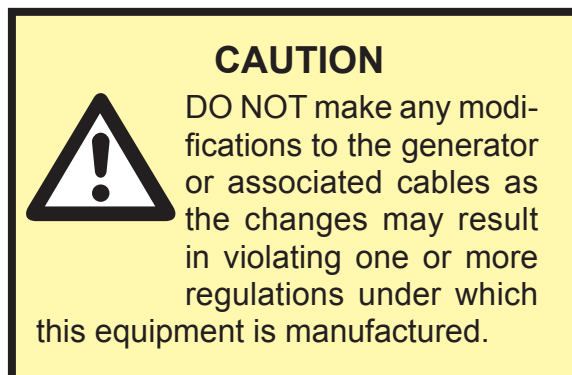 CAUTION
DO NOT make any modi-
fications to the generator
or associated cables as
the changes may result
in violating one or more
regulations under which
this equipment is manufactured.